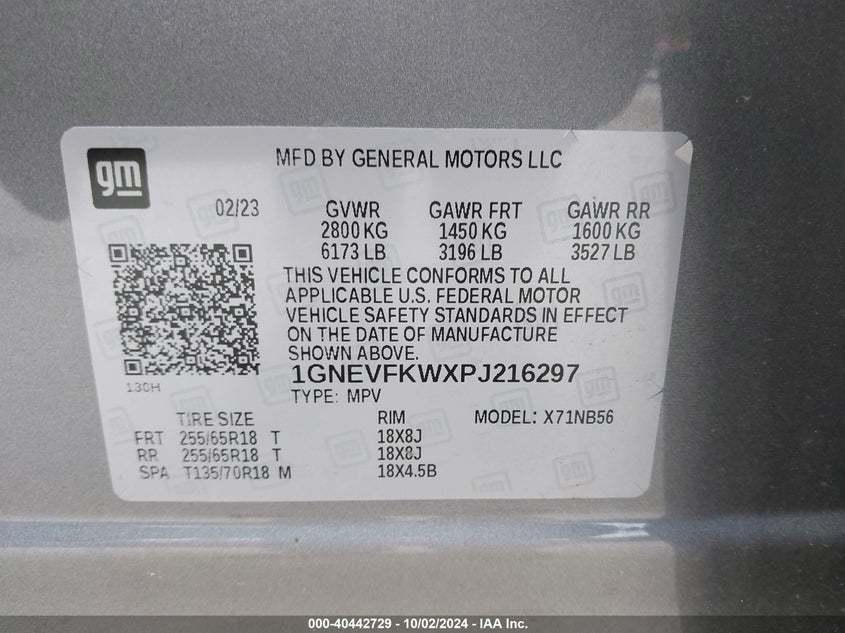 gm
MFD BY GENERAL MOTORS LLC
02/23
GVWR GAWR FRT GAWR RR
2800 KG 1450 KG 1600 KG
6173 LB 3196 LB 3527 LB
THIS VEHICLE CONFORMS TO ALL
APPLICABLE U.S. FEDERAL MOTOR
VEHICLE SAFETY STANDARDS IN EFFECT
ON THE DATE OF MANUFACTURE
SHOWN ABOVE.
1GNEVFKWXPJ216297
130H
TYPE: MPV
TIRE SIZE RIM MODEL: X71NB56
FRT 255/65R18 T 18X8J
RR 255/65R18 T 18X8J
SPA T135/70R18 M 18X4.5B
000-40442729 - 10/02/2024 - IAA Inc.